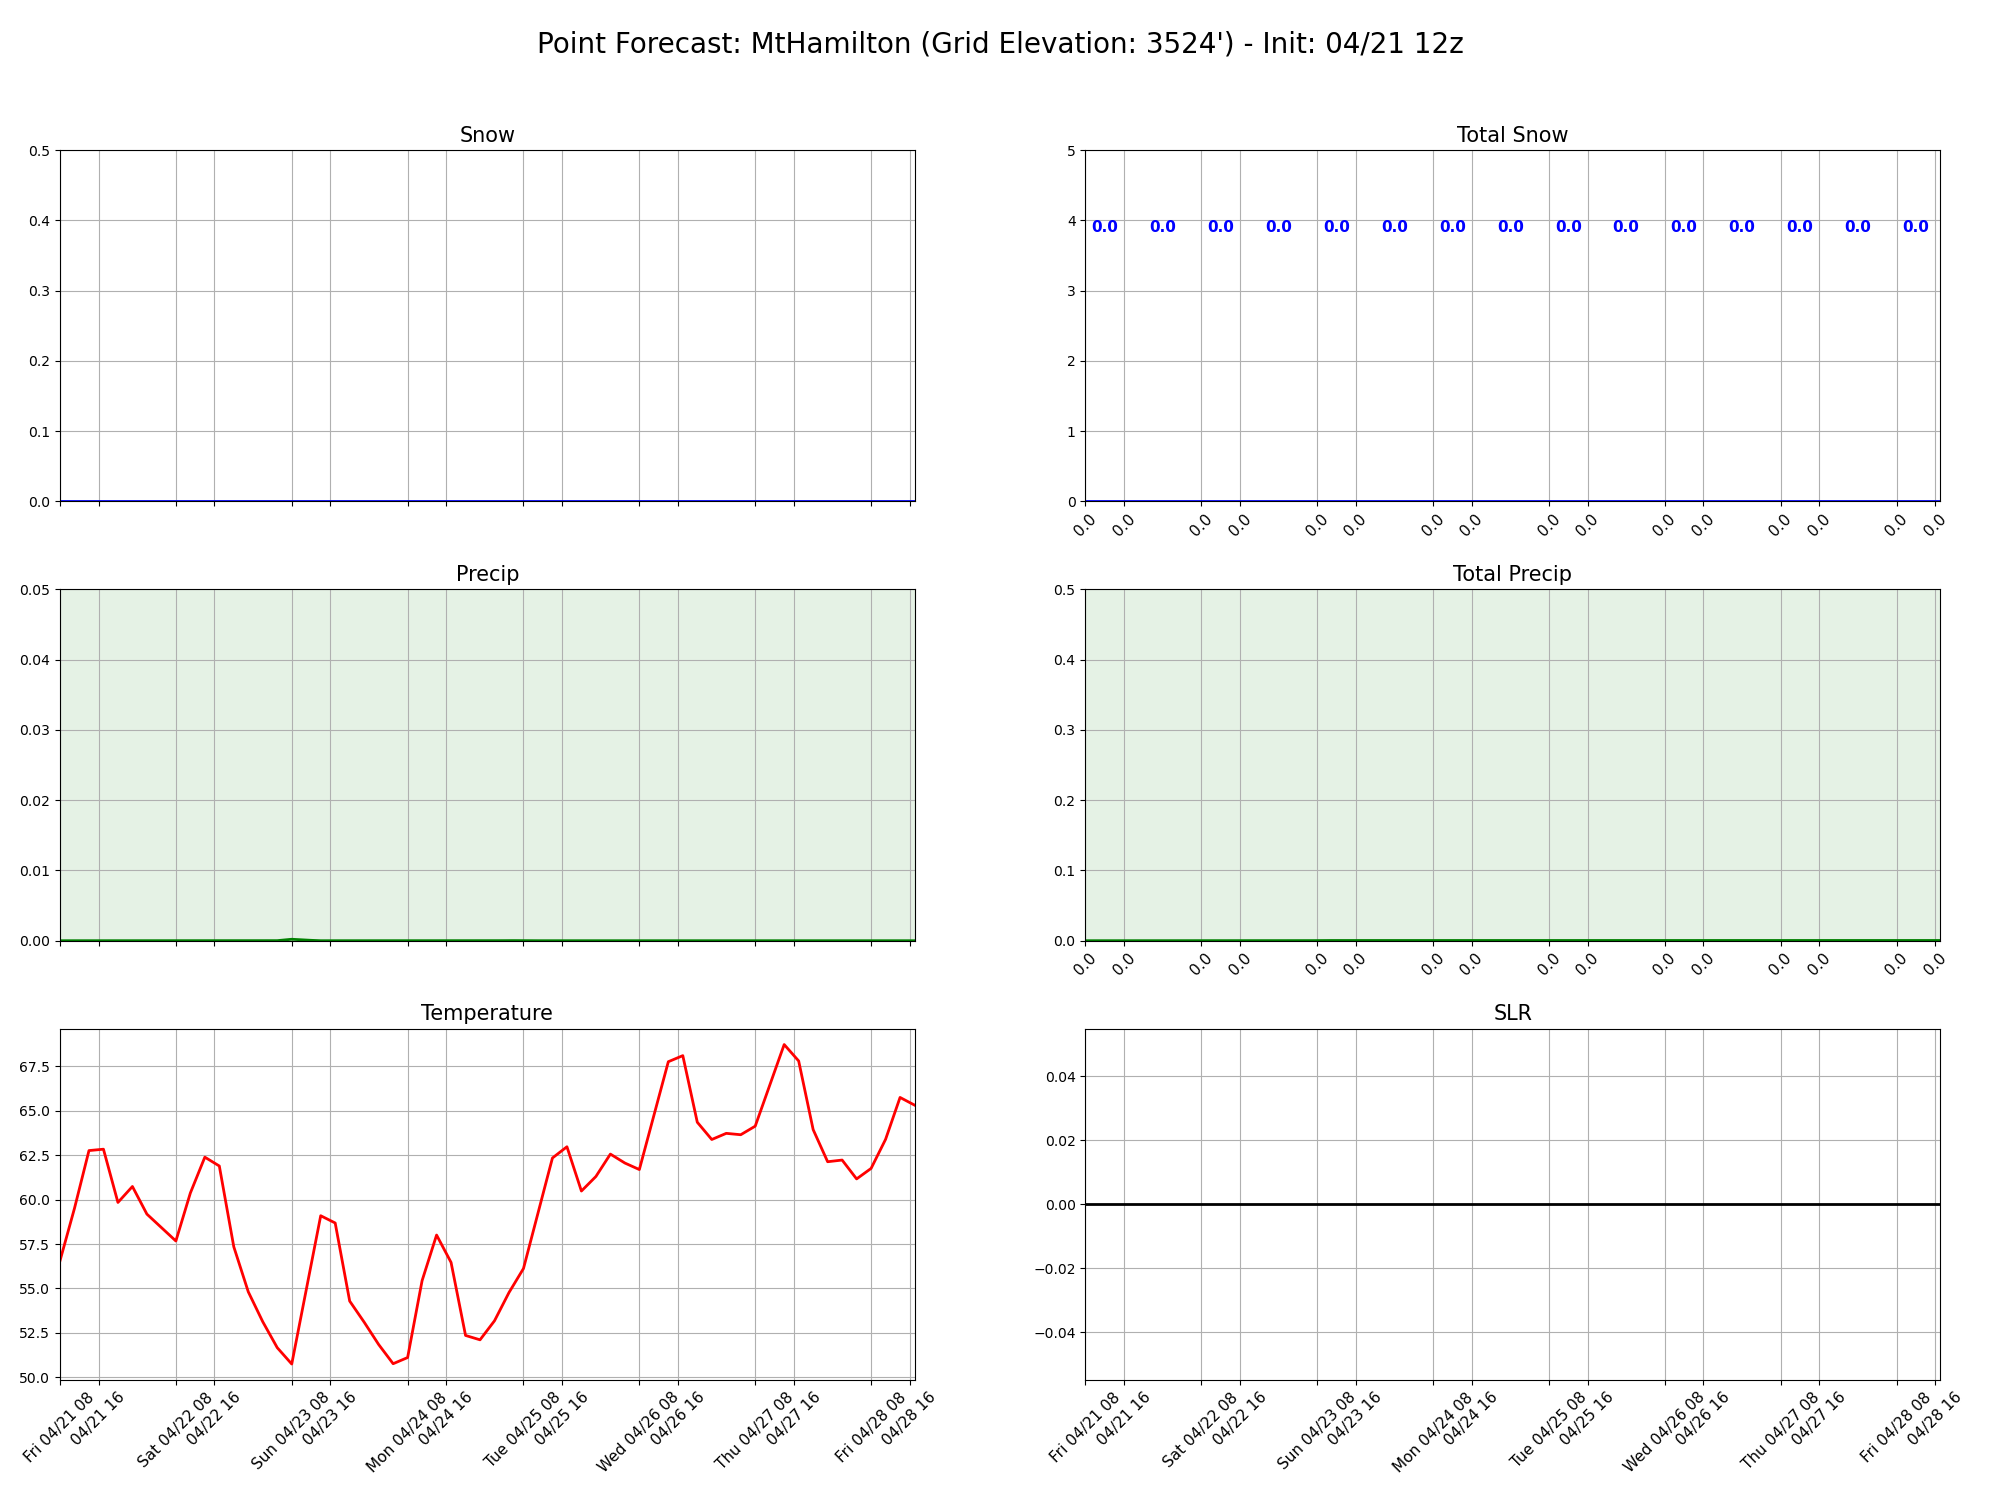 Point Forecast: MtHamilton (Grid Elevation: 3524') - Init: 04/21 12z
Snow
0.5
0.4
0.3
0.2
0.1
0.0
Total Snow
5
4
3
2
1
0
0.0 0.0 0.0 0.0 0.0 0.0 0.0 0.0 0.0 0.0 0.0 0.0 0.0 0.0 0.0
0.0 0.0 0.0 0.0 0.0 0.0 0.0 0.0 0.0 0.0 0.0 0.0 0.0 0.0 0.0 0.0
Precip
0.05
0.04
0.03
0.02
0.01
0.00
Total Precip
0.5
0.4
0.3
0.2
0.1
0.0
0.0 0.0 0.0 0.0 0.0 0.0 0.0 0.0 0.0 0.0 0.0 0.0 0.0 0.0 0.0 0.0
Temperature
67.5
65.0
62.5
60.0
57.5
55.0
52.5
50.0
Fri 04/21 08
04/21 16
Sat 04/22 08
04/22 16
Sun 04/23 08
04/23 16
Mon 04/24 08
04/24 16
Tue 04/25 08
04/25 16
Wed 04/26 08
04/26 16
Thu 04/27 08
04/27 16
Fri 04/28 08
04/28 16
SLR
0.04
0.02
0.00
−0.02
−0.04
Fri 04/21 08
04/21 16
Sat 04/22 08
04/22 16
Sun 04/23 08
04/23 16
Mon 04/24 08
04/24 16
Tue 04/25 08
04/25 16
Wed 04/26 08
04/26 16
Thu 04/27 08
04/27 16
Fri 04/28 08
04/28 16